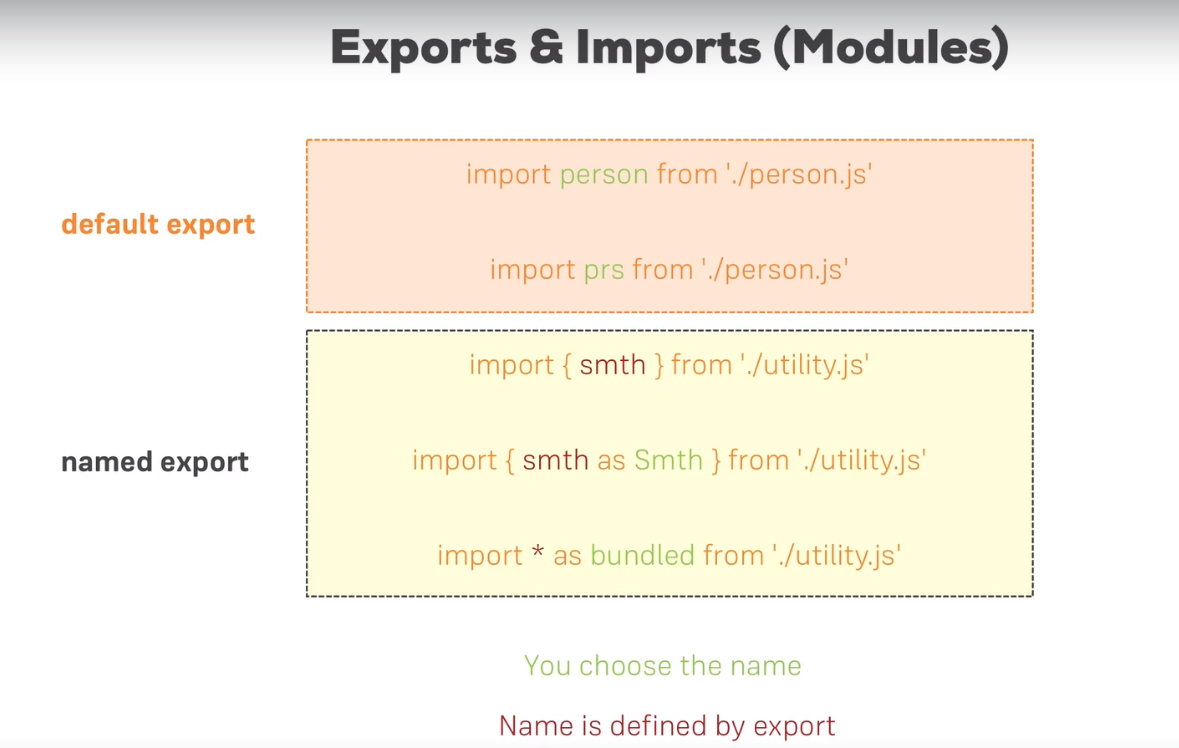 Exports & Imports (Modules)
default export
import person from './person.js'
import prs from './person.js'
named export
import { smth } from './utility.js'
import { smth as Smth } from './utility.js'
import * as bundled from './utility.js'
You choose the name
Name is defined by export